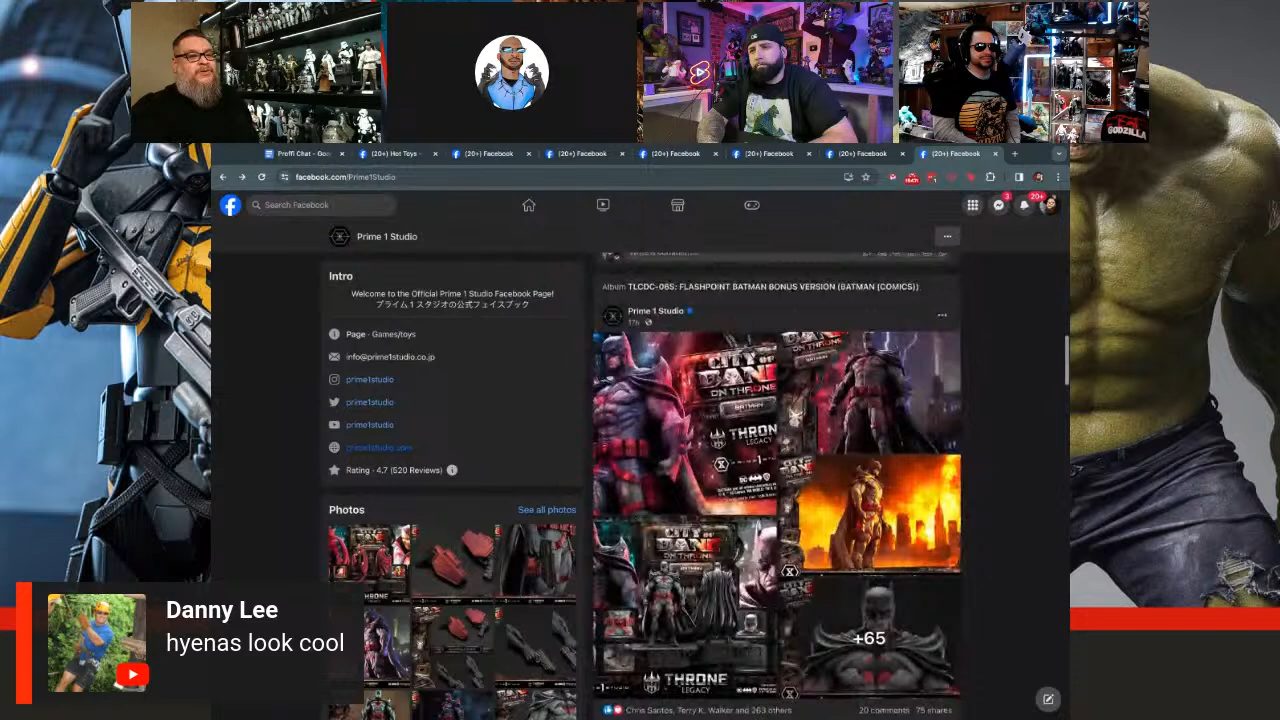 GODZILLA
(20+) Hot Toys
(20+) Facebook
(20+) Facebook
(20+) Facebook
(20+) Facebook
(20+) Facebook
(20+) Facebook
facebook.com/Prime1Studio
Search Facebook
3
20+
Prime 1 Studio
Intro
Welcome to the Official Prime 1 Studio Facebook Page!
プライム１スタジオの公式フェイスブック
Page · Games/toys
info@prime1studio.co.jp
prime1studio
prime1studio
prime1studio
prime1studio.com
Rating · 4.7 (520 Reviews)
Photos
See all photos
Album TLCDC-06S: FLASHPOINT BATMAN BONUS VERSION (BATMAN (COMICS))
Prime 1 Studio
17h
CITY OF
BANE
ON THRONE
BATMAN
THRONE
LEGACY
CITY OF
BANE
ON THRONE
THRONE
LEGACY
+65
Chris Santos, Terry K. Walker and 263 others
20 comments 75 shares
Danny Lee
hyenas look cool